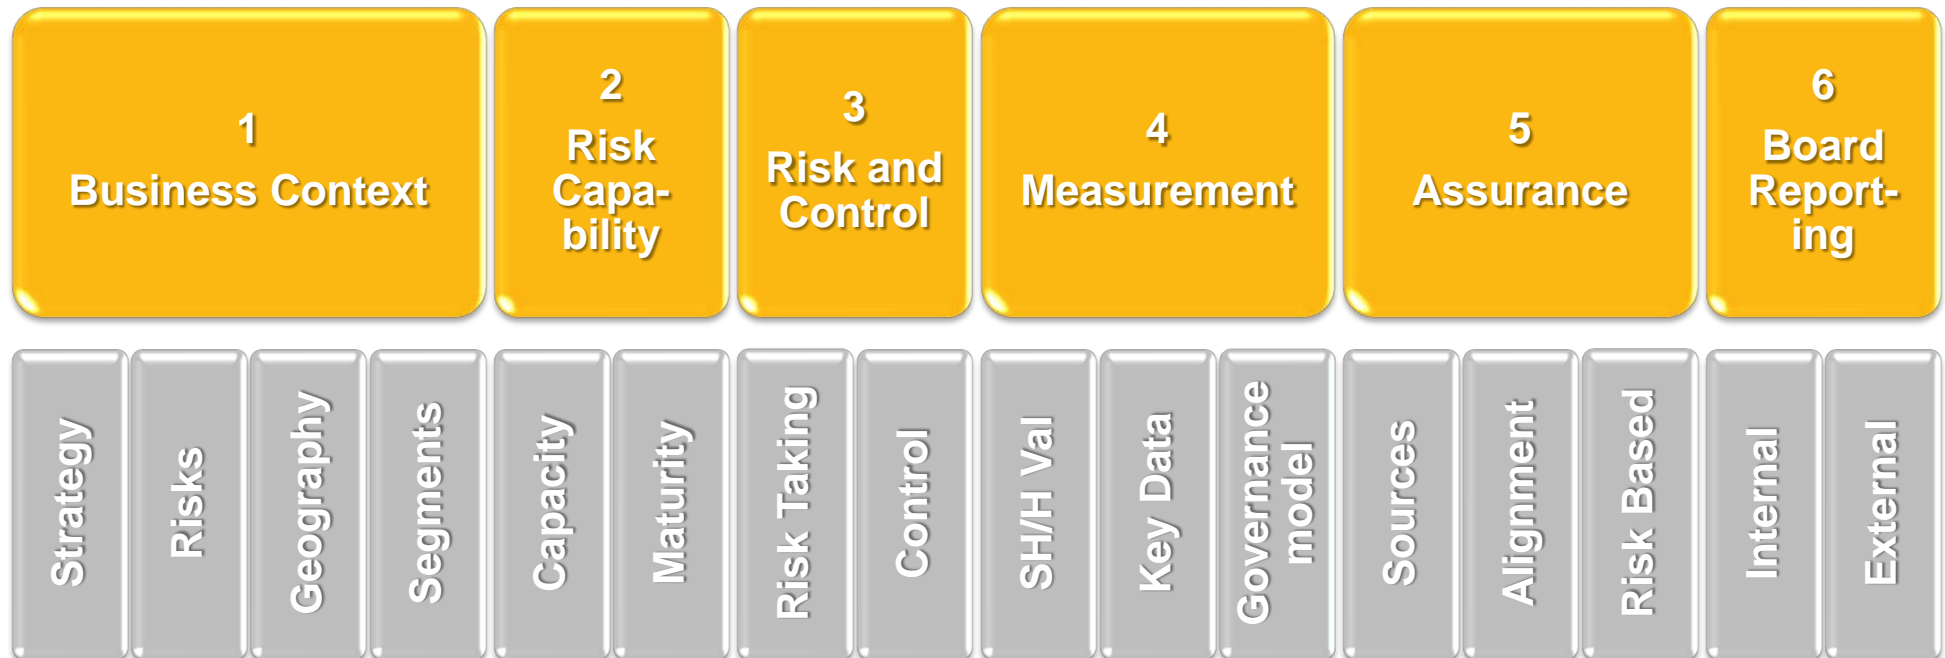 1
Business Context
2
Risk
Capa-
bility
3
Risk and
Control
4
Measurement
5
Assurance
6
Board
Report-
ing
Strategy
Risks
Geography
Segments
Capacity
Maturity
Risk Taking
Control
SH/H Val
Key Data
Governance
model
Sources
Alignment
Risk Based
Internal
External